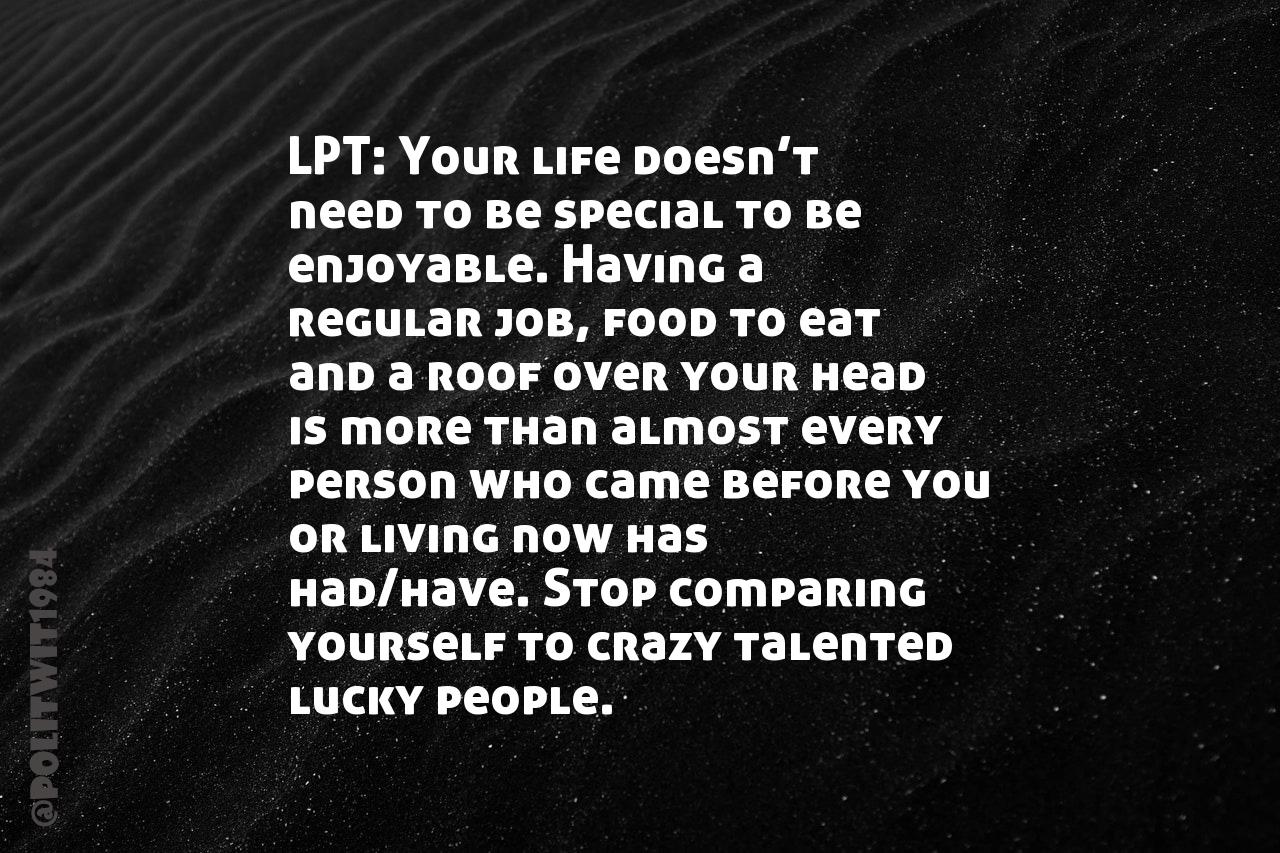 LPT: Your life doesn't
need to be special to be
enjoyable. Having a
regular job, food to eat
and a roof over your head
is more than almost every
person who came before you
or living now has
had/have. Stop comparing
yourself to crazy talented
lucky people.
@POLITWIT1984